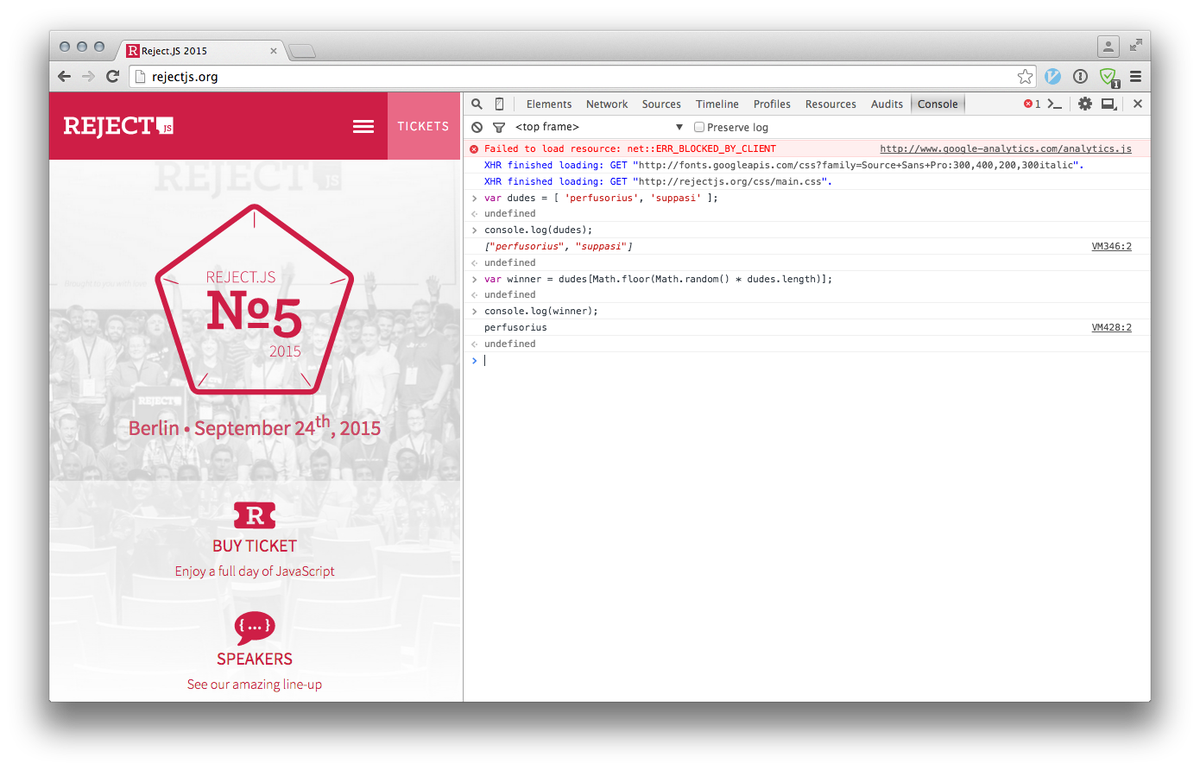 Reject.JS 2015
rejectjs.org
1
REJECT JS
TICKETS
REJECT JS
REJECT.JS
№5
2015
REJECT
Berlin • September 24th, 2015
R
BUY TICKET
Enjoy a full day of JavaScript
{...}
SPEAKERS
See our amazing line-up
Elements Network Sources Timeline Profiles Resources Audits Console 1
<top frame> ▼ Preserve log
Failed to load resource: net::ERR_BLOCKED_BY_CLIENT http://www.google-analytics.com/analytics.js
XHR finished loading: GET "http://fonts.googleapis.com/css?family=Source+Sans+Pro:300,400,200,300italic".
XHR finished loading: GET "http://rejectjs.org/css/main.css".
> var dudes = [ 'perfusorius', 'suppasi' ];
undefined
> console.log(dudes);
["perfusorius", "suppasi"] VM346:2
undefined
> var winner = dudes[Math.floor(Math.random() * dudes.length)];
undefined
> console.log(winner);
perfusorius VM428:2
undefined
>